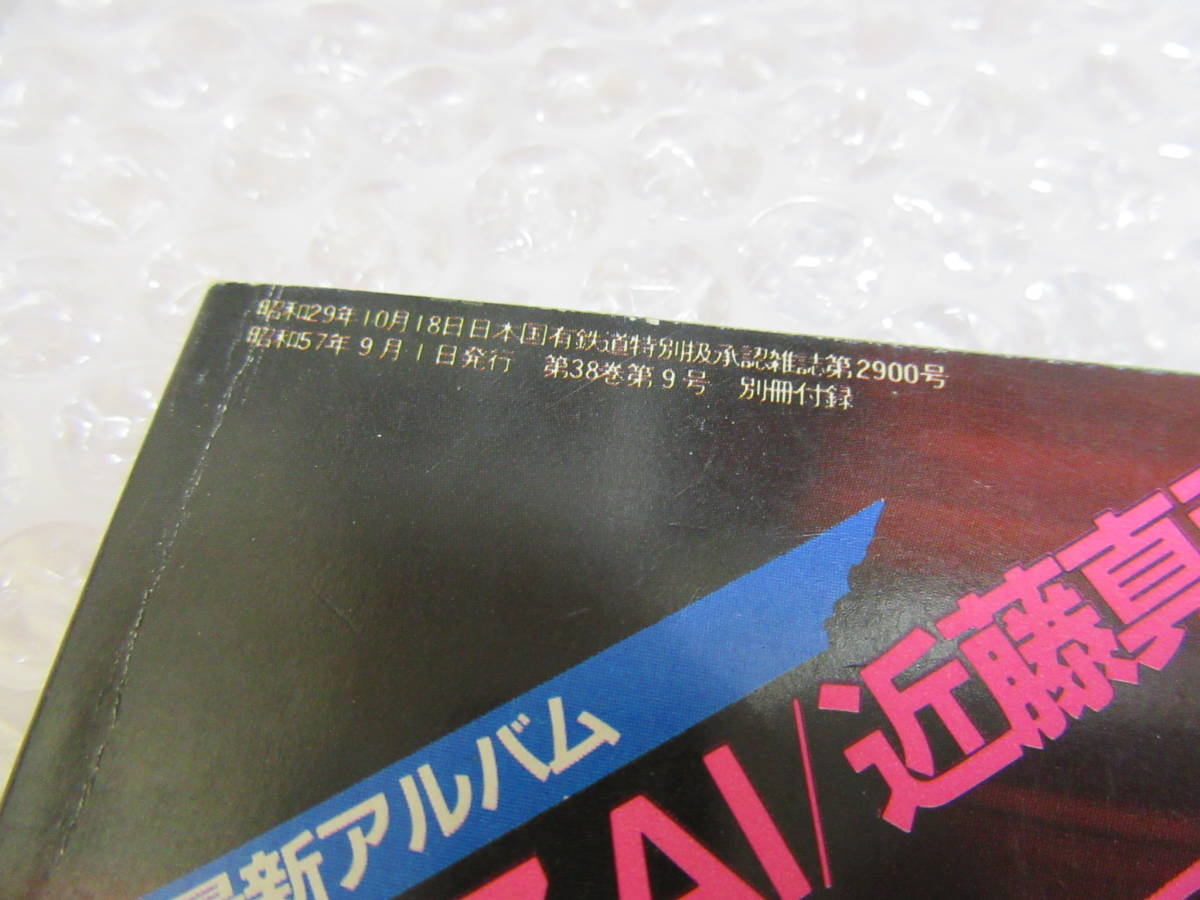 昭和29年10月18日日本国有鉄道特別扱承認雑誌第2900号
昭和57年9月1日発行 第38巻第9号 別冊付録
最新アルバム
ZAI/近藤真